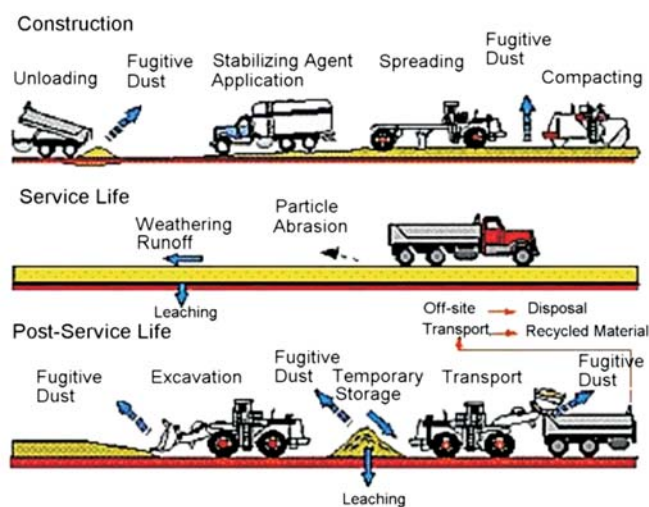 Construction
Unloading
Fugitive
Dust
Stabilizing Agent
Application
Spreading
Fugitive
Dust
Compacting
Service Life
Weathering
Runoff
Particle
Abrasion
Leaching
Off-site
Disposal
Transport
Recycled Material
Post-Service Life
Fugitive
Dust
Excavation
Fugitive
Dust
Temporary
Storage
Transport
Fugitive
Dust
Leaching